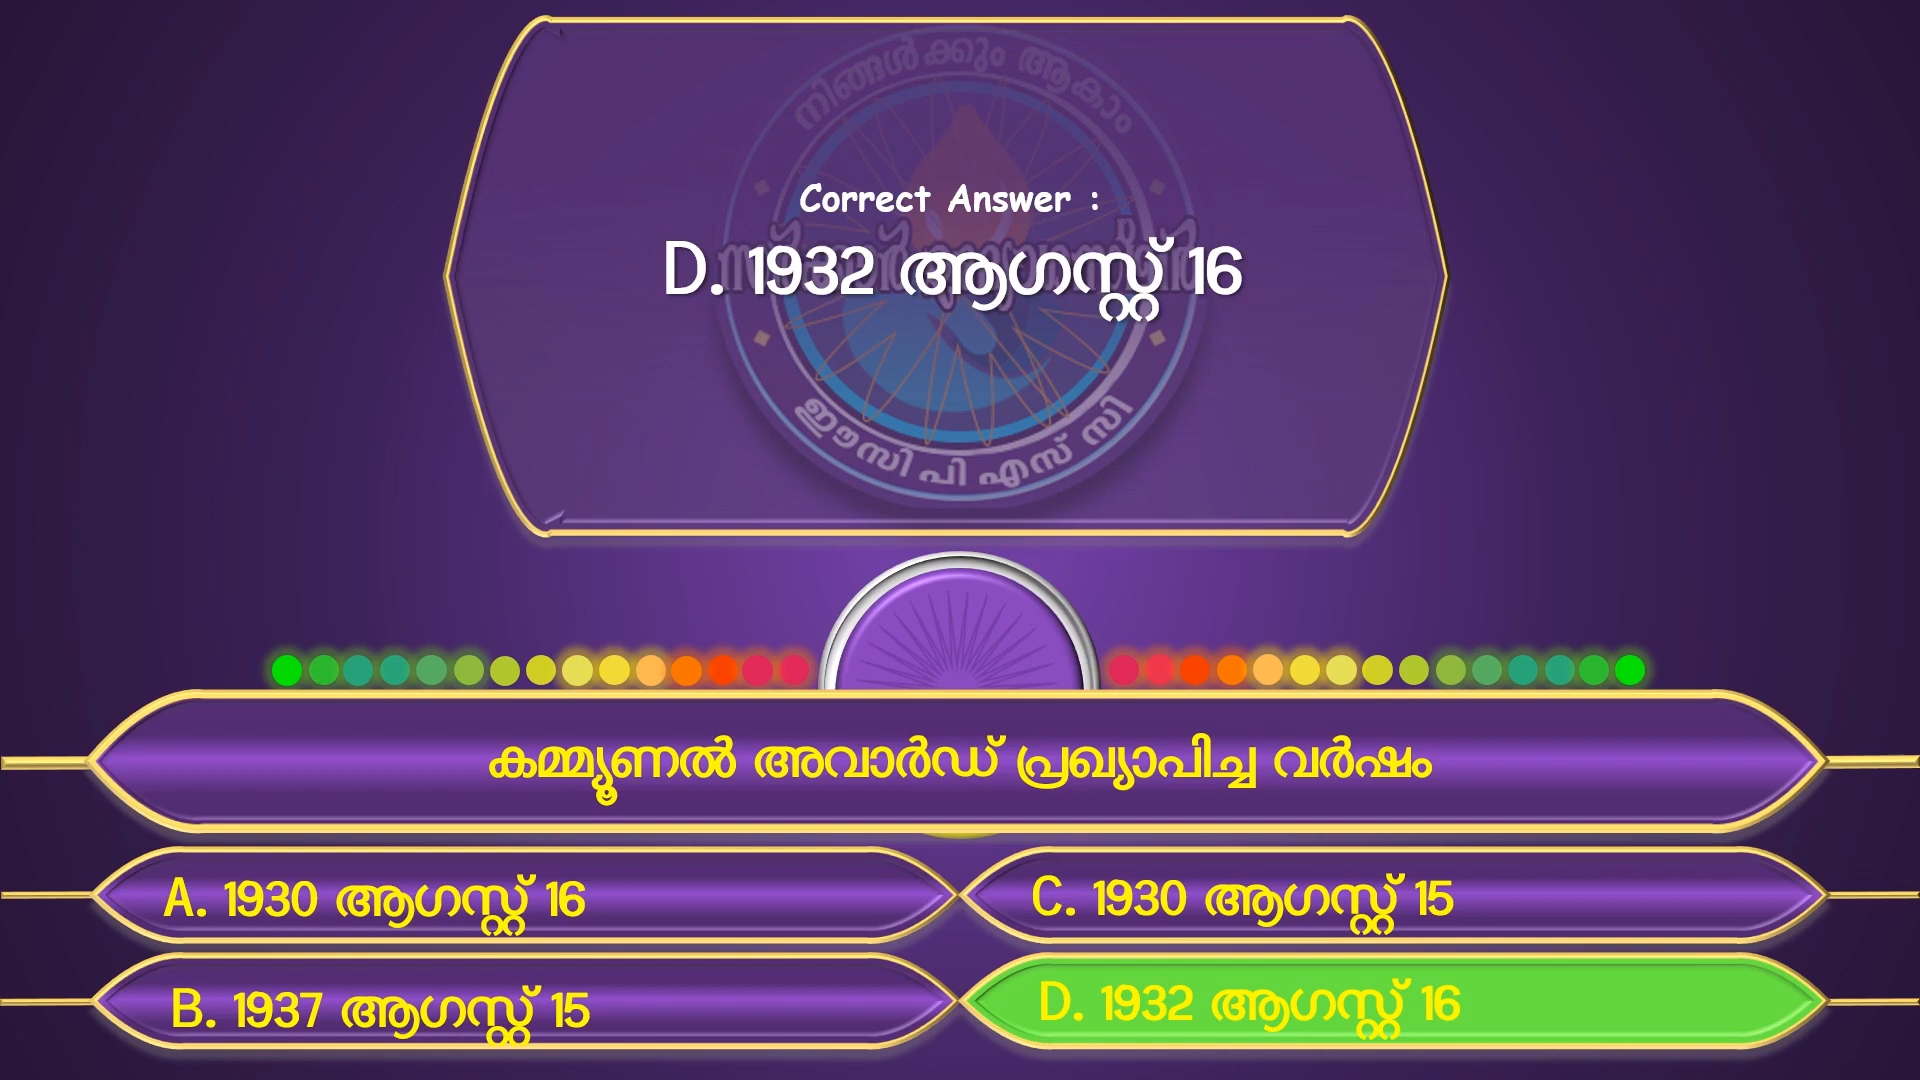 നിങ്ങൾക്കും ആകാം
Correct Answer :
D. 1932 ആഗസ്റ്റ് 16
ഈസി പി എസ് സി
കമ്മ്യൂണൽ അവാർഡ് പ്രഖ്യാപിച്ച വർഷം
A. 1930 ആഗസ്റ്റ് 16
C. 1930 ആഗസ്റ്റ് 15
B. 1937 ആഗസ്റ്റ് 15
D. 1932 ആഗസ്റ്റ് 16